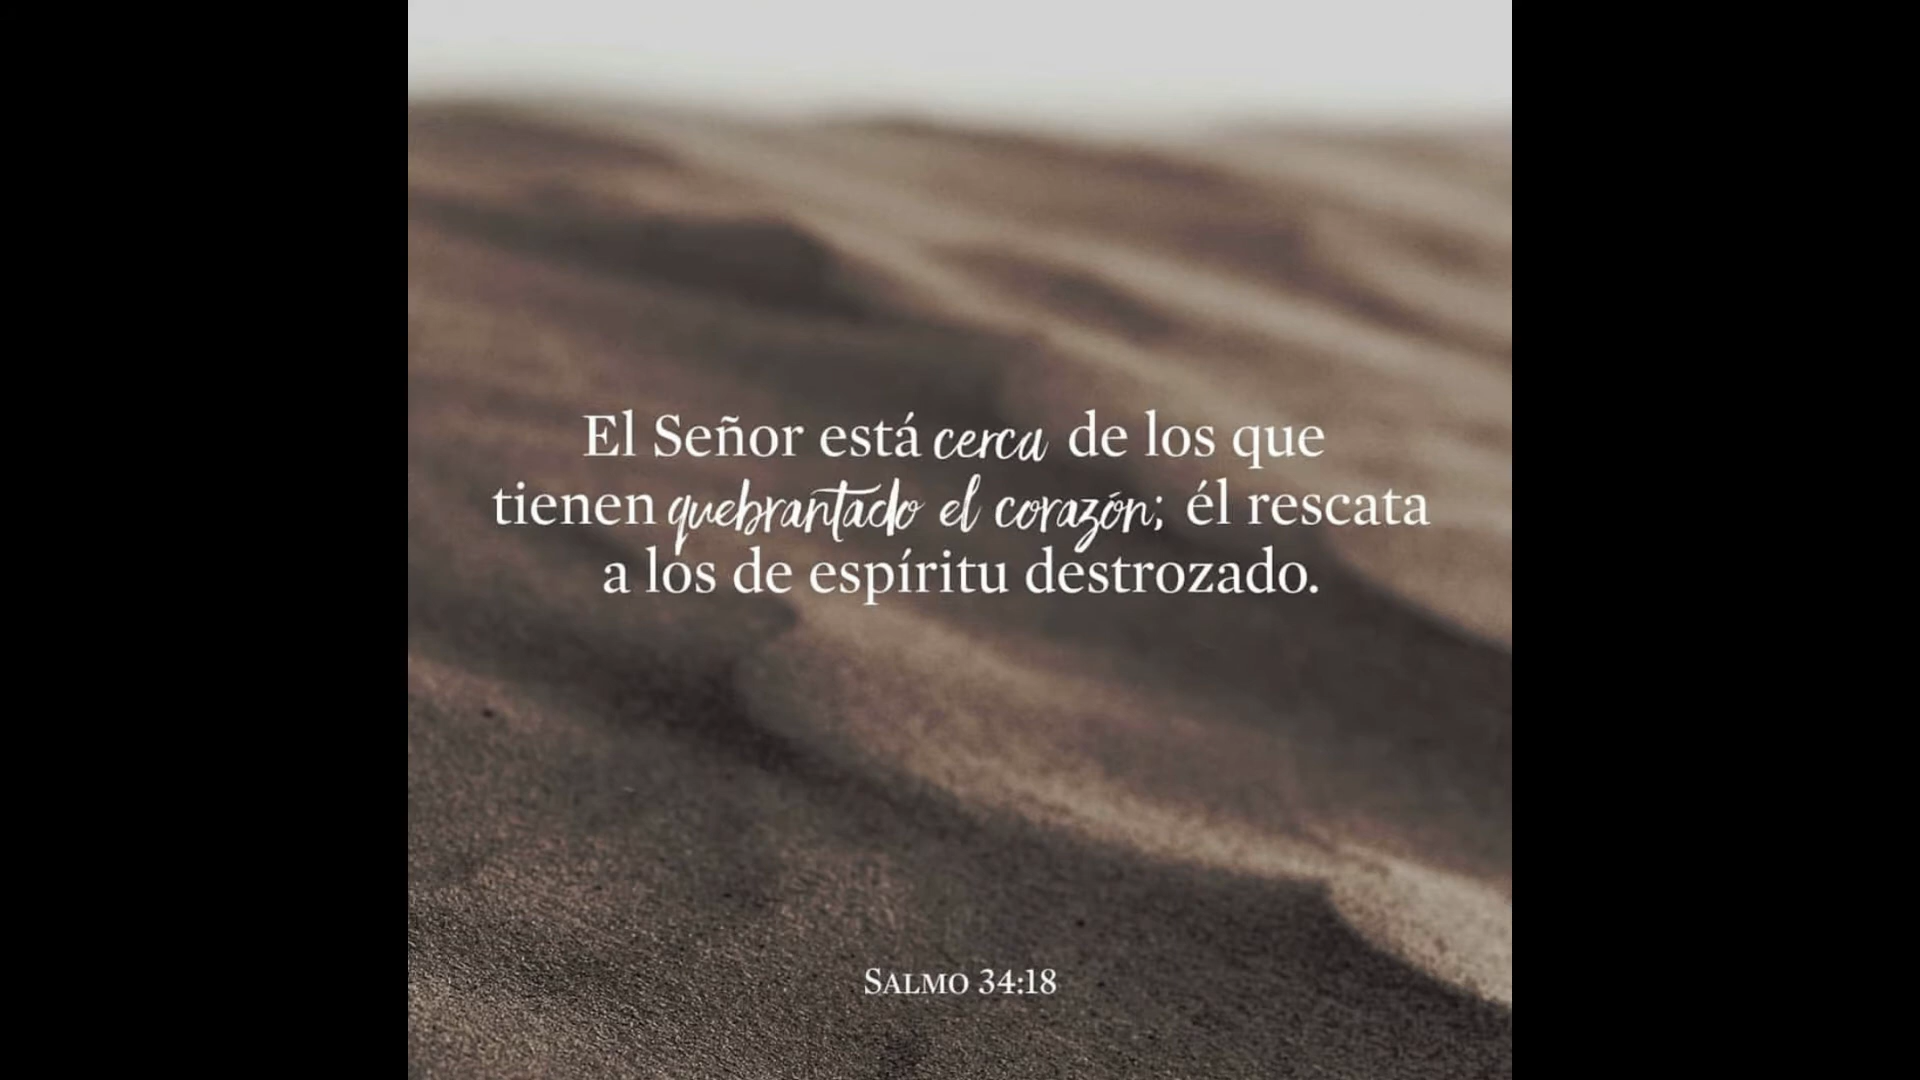 El Señor está cerca de los que
tienen quebrantado el corazón; él rescata
a los de espíritu destrozado.
SALMO 34:18